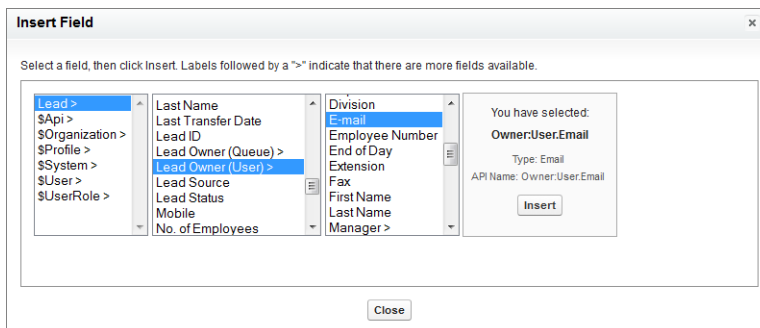 Insert Field
x
Select a field, then click Insert. Labels followed by a ">" indicate that there are more fields available.
Lead >
$Api >
$Organization >
$Profile >
$System >
$User >
$UserRole >
Last Name
Last Transfer Date
Lead ID
Lead Owner (Queue) >
Lead Owner (User) >
Lead Source
Lead Status
Mobile
No. of Employees
Division
E-mail
Employee Number
End of Day
Extension
Fax
First Name
Last Name
Manager >
You have selected:
Owner:User.Email
Type: Email
API Name: Owner:User.Email
Insert
Close